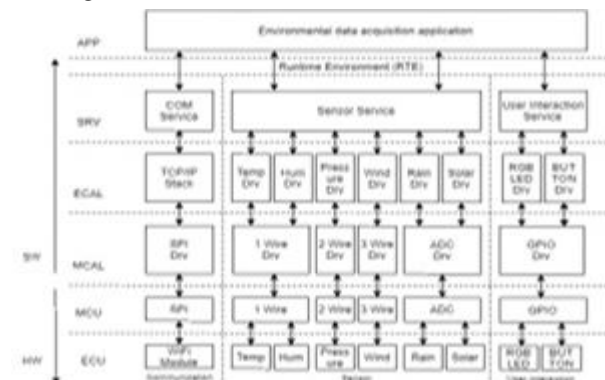 Environmental data acquisition application
APP
Runtime Environment (RTE)
COM
Service
Sensor Service
User Interaction
Service
SRV
TCP/IP
Stack
Temp
Drv
Hum
Drv
Press
ure
Drv
Wind
Drv
Rain
Drv
Solar
Drv
RGB
LED
Drv
BUT
TON
Drv
ECAL
SPI
Drv
1 Wire
Drv
2 Wire
Drv
3 Wire
Drv
ADC
Drv
GPIO
Drv
SW
MCAL
MCU
SPI
1 Wire
2 Wire
3 Wire
ADC
GPIO
HW
ECU
WiFi
Module
Temp
Hum
Press
ure
Wind
Rain
Solar
RGB
LED
BUT
TON